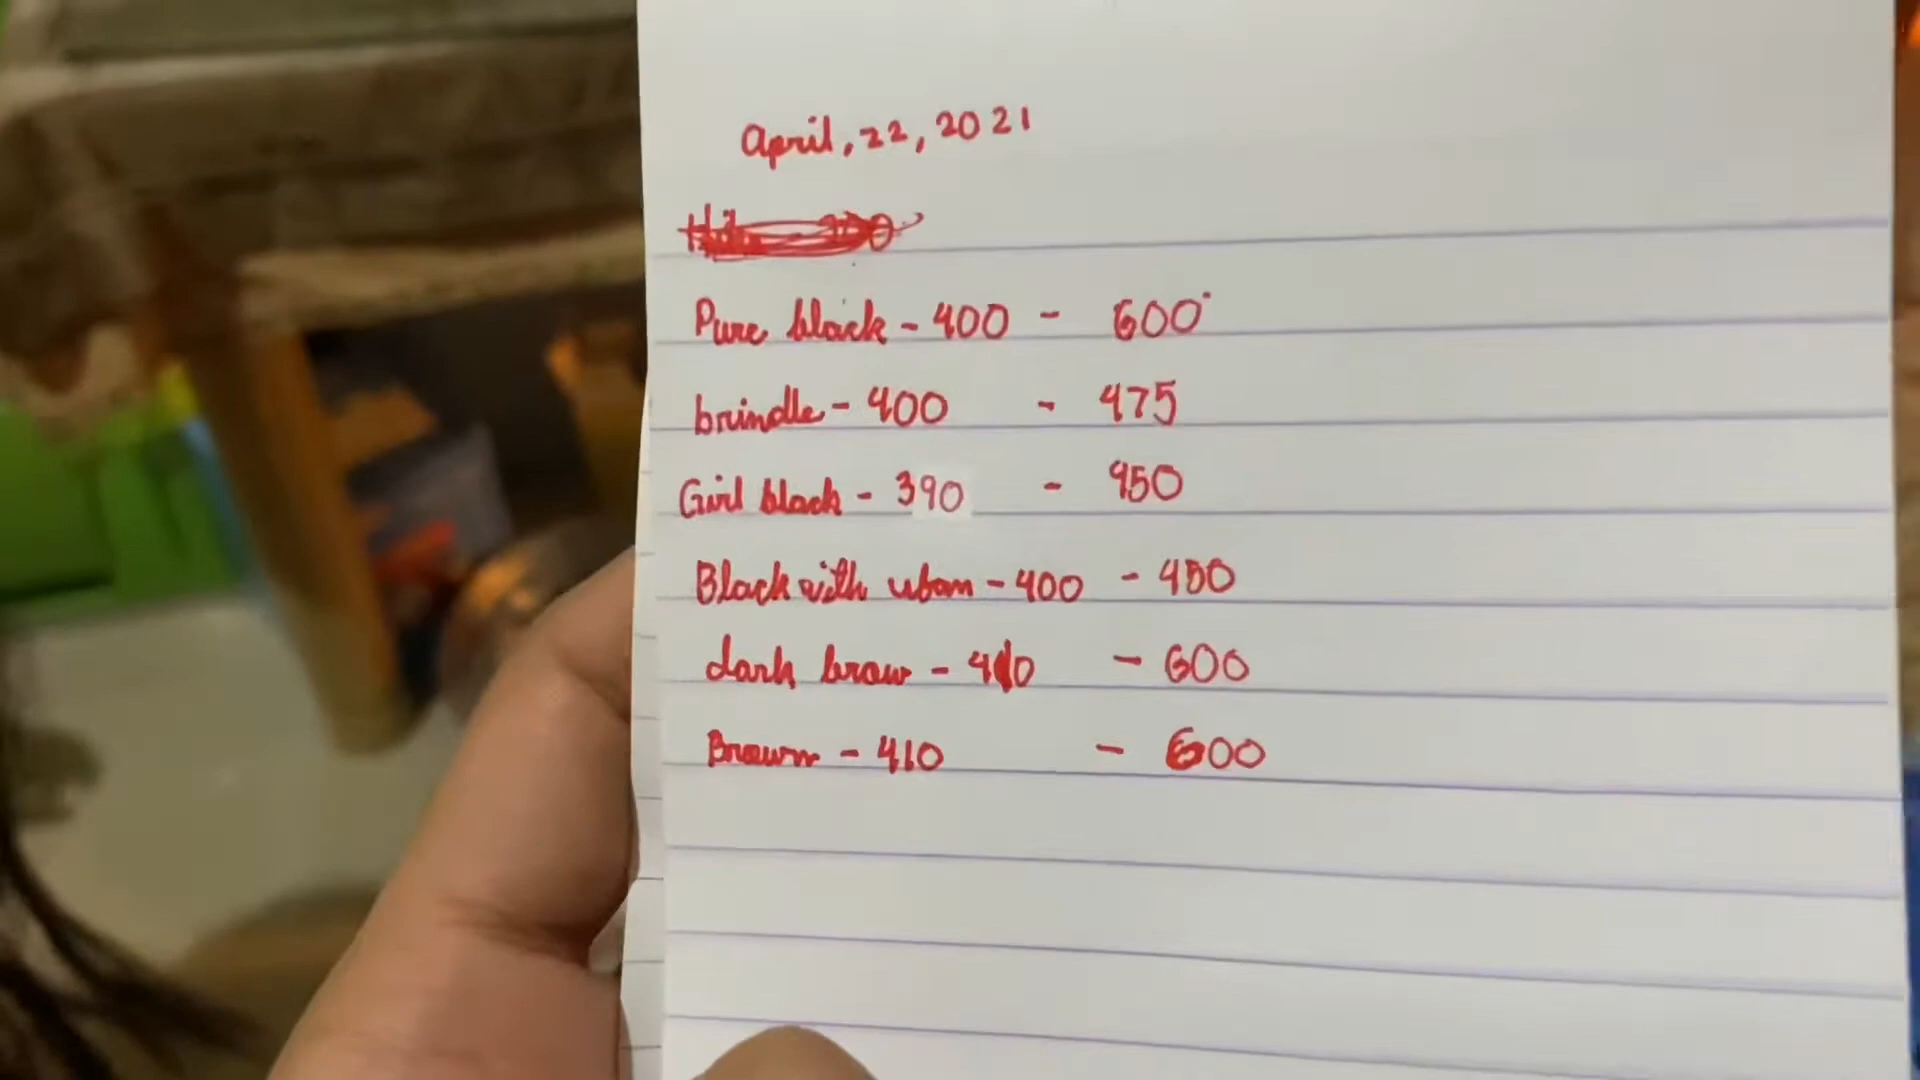 April, 22, 2021
Pure black - 400 - 600
brindle - 400 - 475
Girl black - 390 - 450
Black with uban - 400 - 450
dark brow - 410 - 600
Brown - 410 - 600